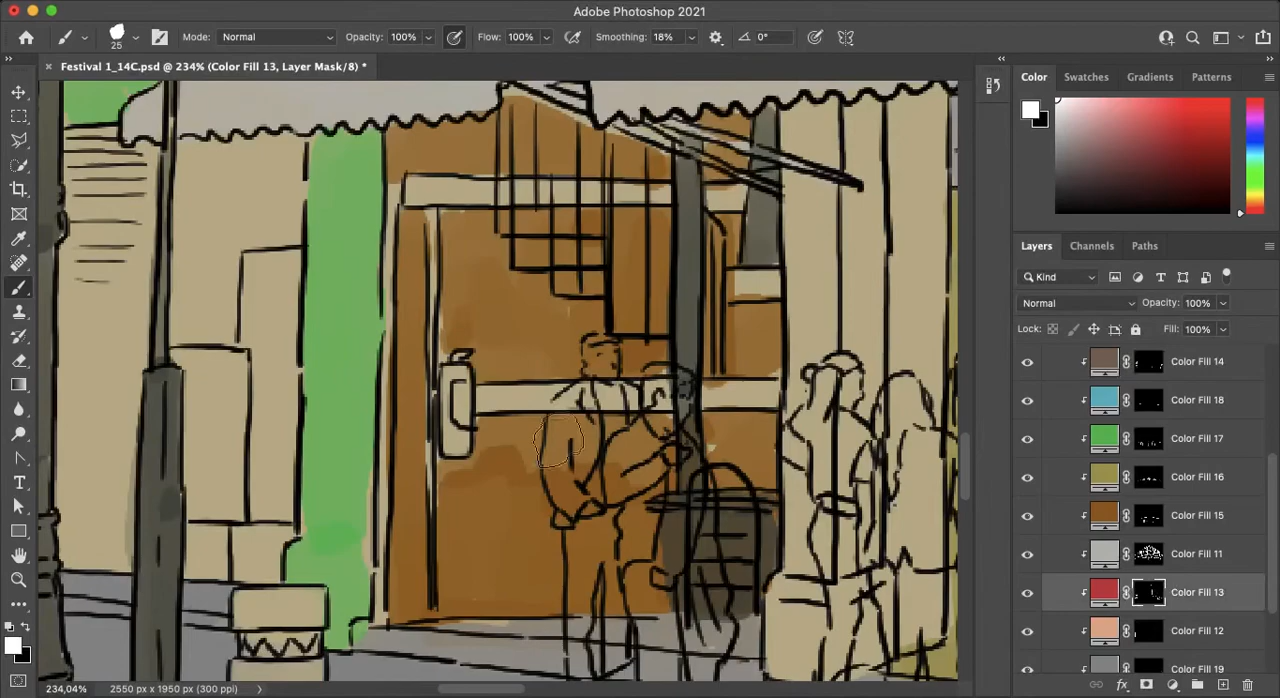 Adobe Photoshop 2021
25 Mode: Normal Opacity: 100% Flow: 100% Smoothing: 18% 0°
Festival 1_14C.psd @ 234% (Color Fill 13, Layer Mask/8) *
Color Swatches Gradients Patterns
Layers Channels Paths
Kind
Normal Opacity: 100%
Lock: Fill: 100%
Color Fill 14
Color Fill 18
Color Fill 17
Color Fill 16
Color Fill 15
Color Fill 11
Color Fill 13
Color Fill 12
Color Fill 19
234,04% 2550 px x 1950 px (300 ppi)